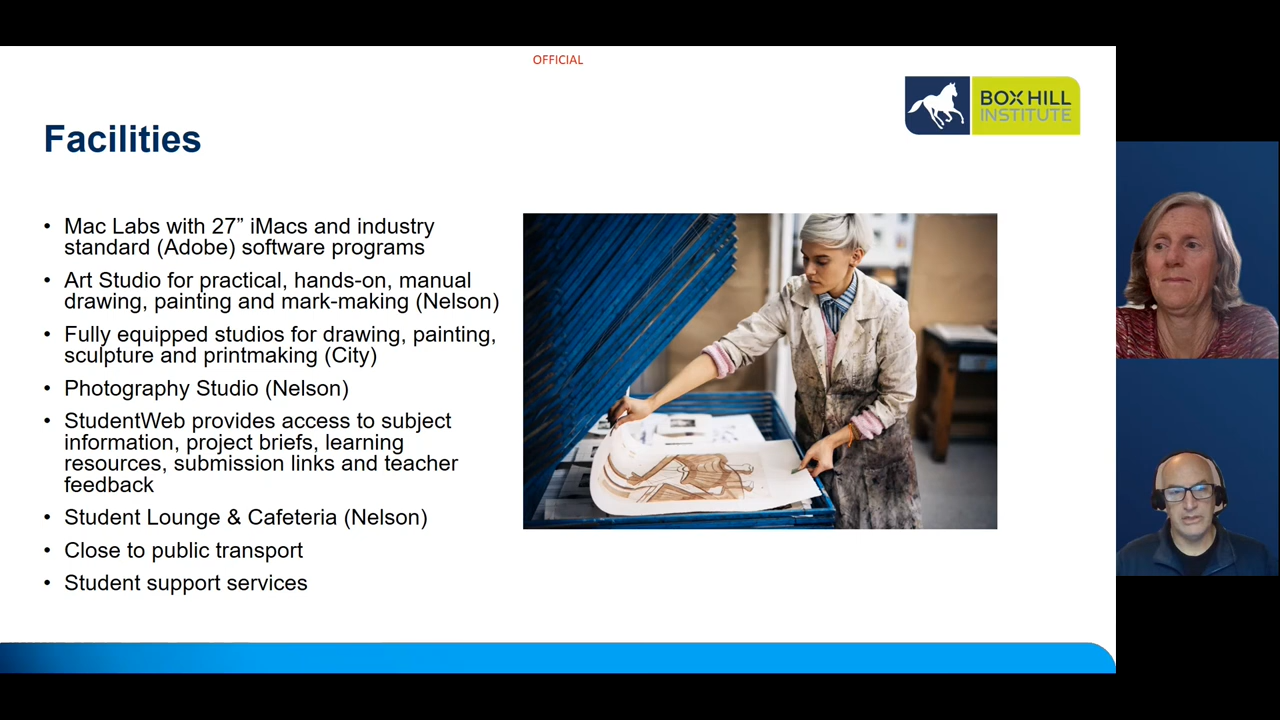 OFFICIAL
BOX HILL
INSTITUTE
Facilities
• Mac Labs with 27” iMacs and industry
standard (Adobe) software programs
• Art Studio for practical, hands-on, manual
drawing, painting and mark-making (Nelson)
• Fully equipped studios for drawing, painting,
sculpture and printmaking (City)
• Photography Studio (Nelson)
• StudentWeb provides access to subject
information, project briefs, learning
resources, submission links and teacher
feedback
• Student Lounge & Cafeteria (Nelson)
• Close to public transport
• Student support services